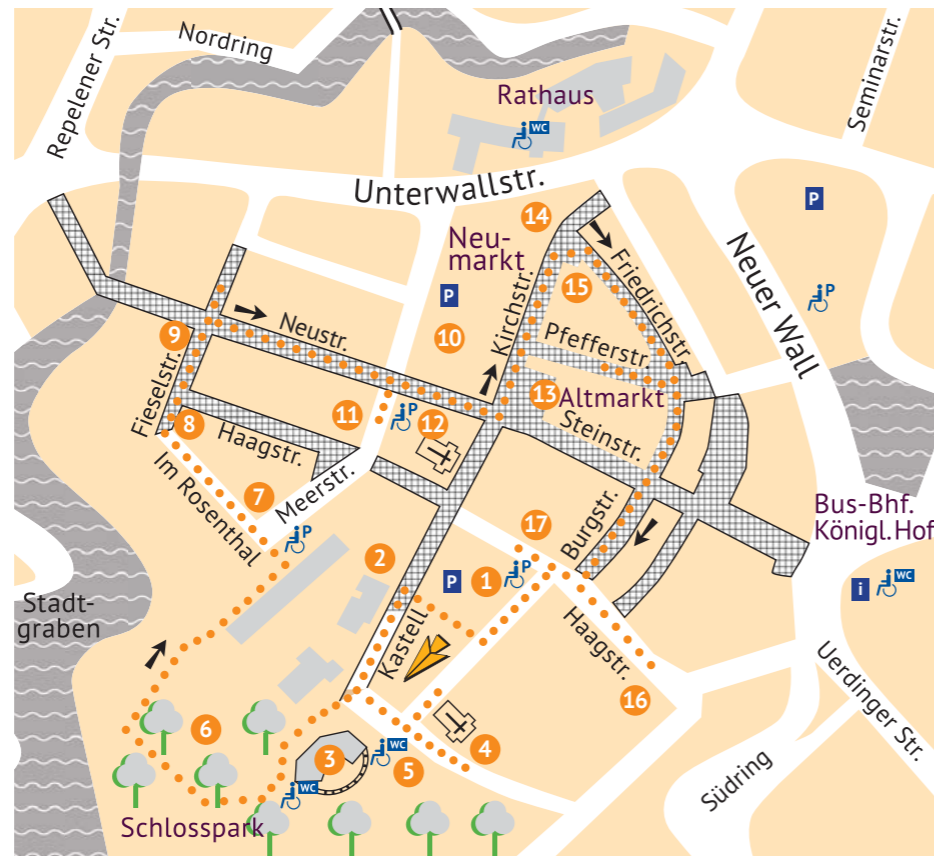 Repelener Str.
Nordring
Seminarstr.
Rathaus
WC
Unterwallstr.
P
14
Neu-
markt
P
Friedrichstr.
Neuer Wall
15
P
Kirchstr.
10
Neustr.
9
Pfefferstr.
Fieselstr.
13
Altmarkt
11
P
12
Steinstr.
8
Haagstr.
Im Rosenthal
7
Meerstr.
P
Burgstr.
17
Bus-Bhf.
Königl.Hof
2
P
1
P
i
WC
Stadt-
graben
Kastell
Haagstr.
16
Uerdinger Str.
6
3
WC
5
4
WC
Südring
Schlosspark